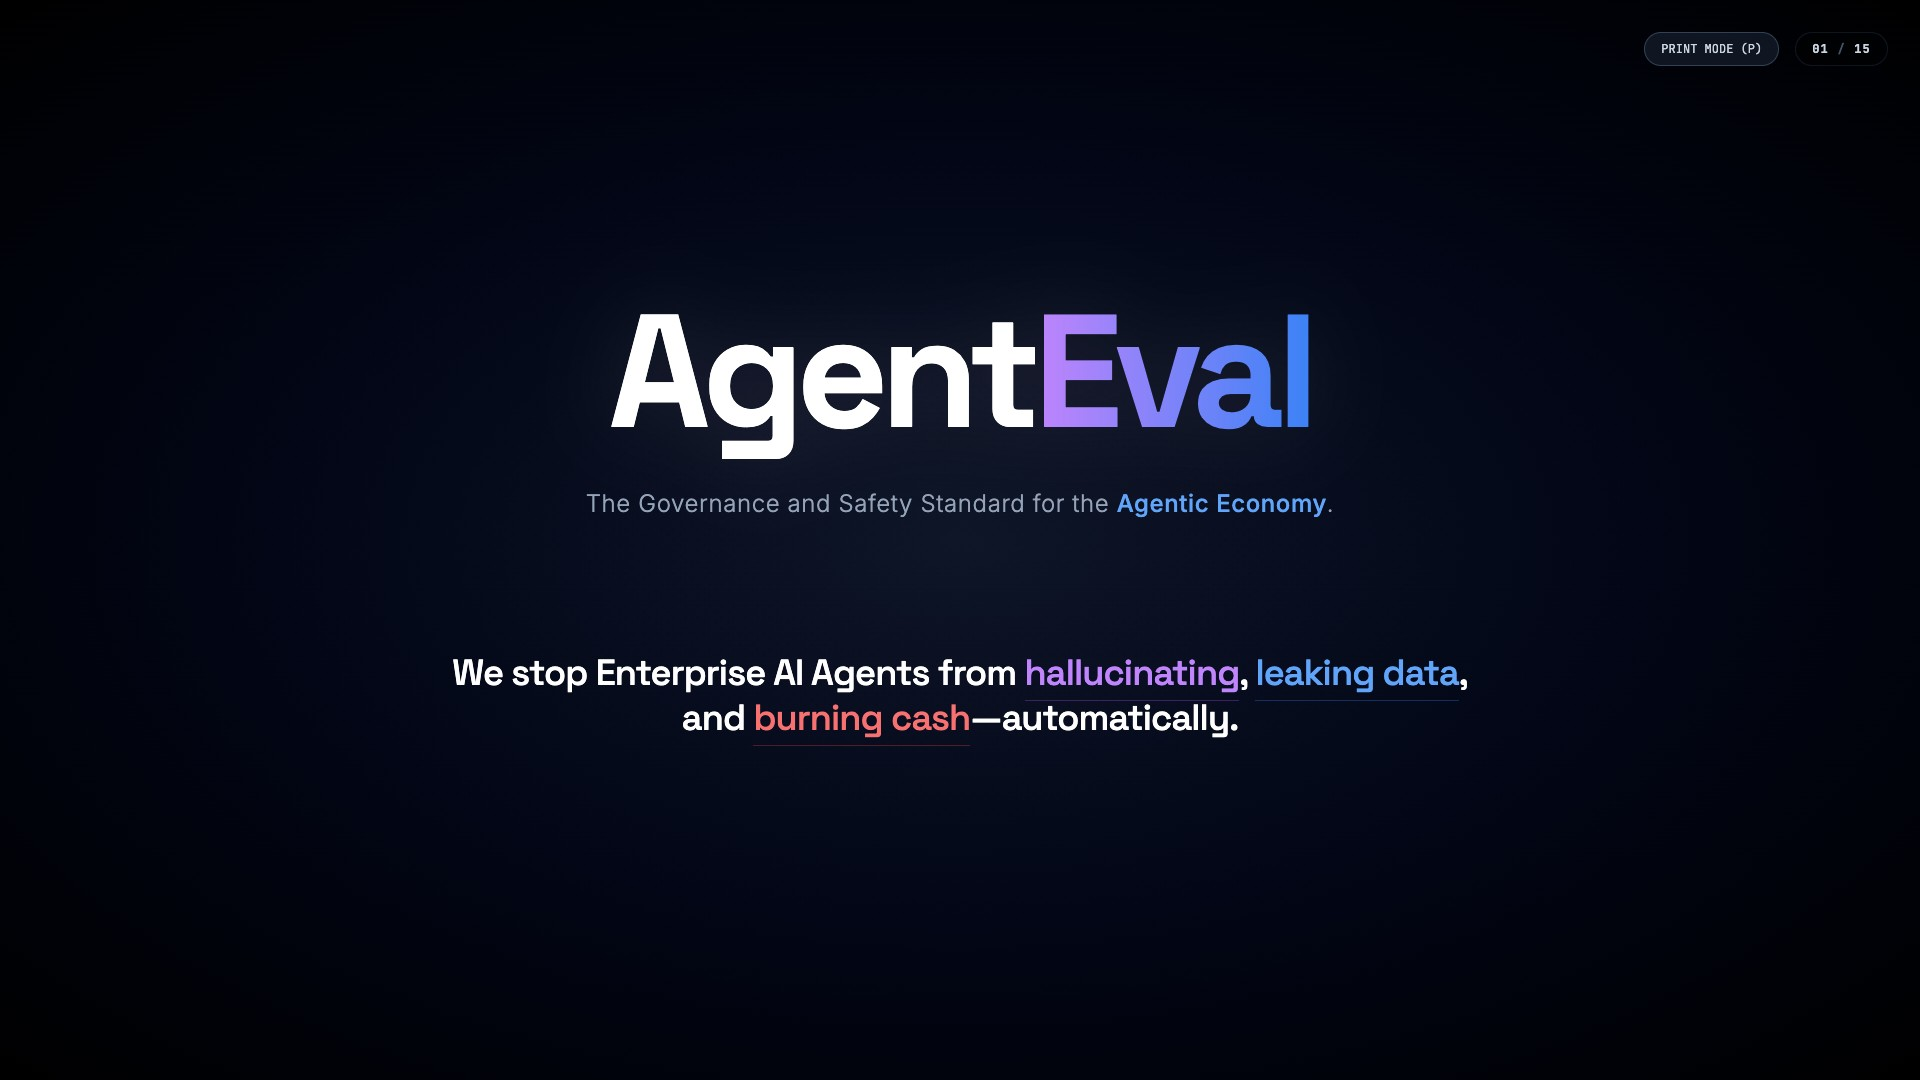 PRINT MODE (P)
01 / 15
AgentEval
The Governance and Safety Standard for the Agentic Economy.
We stop Enterprise AI Agents from hallucinating, leaking data,
and burning cash—automatically.